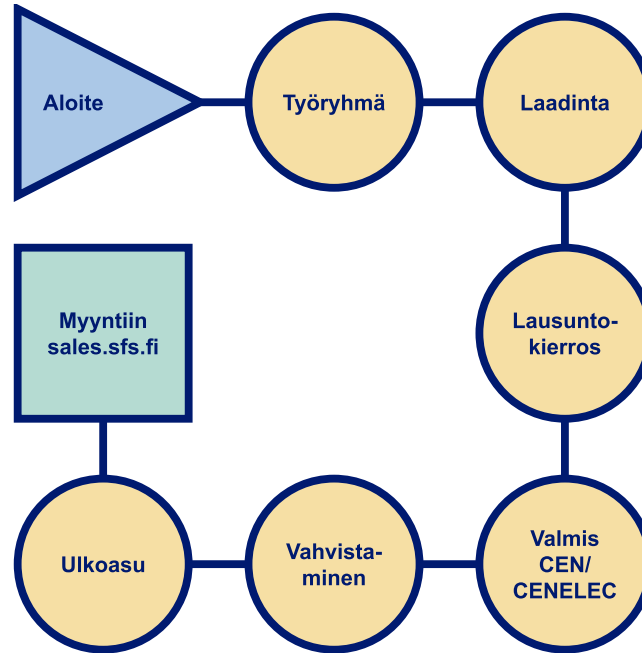 Aloite
Työryhmä
Laadinta
Lausunto-
kierros
Valmis
CEN/
CENELEC
Vahvista-
minen
Ulkoasu
Myyntiin
sales.sfs.fi